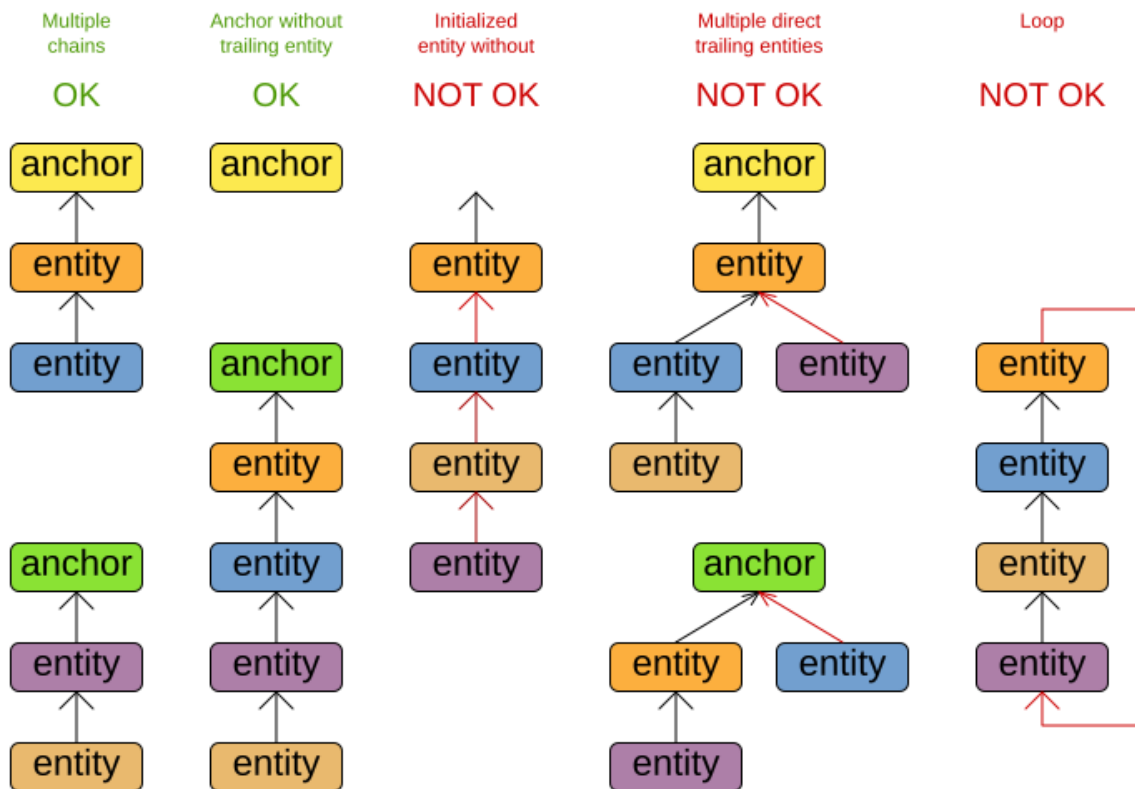 Multiple
chains
OK
anchor
entity
entity
anchor
entity
entity
Anchor without
trailing entity
OK
anchor
anchor
entity
entity
entity
entity
Initialized
entity without
NOT OK
entity
entity
entity
entity
Multiple direct
trailing entities
NOT OK
anchor
entity
entity
entity
entity
anchor
entity
entity
entity
Loop
NOT OK
entity
entity
entity
entity